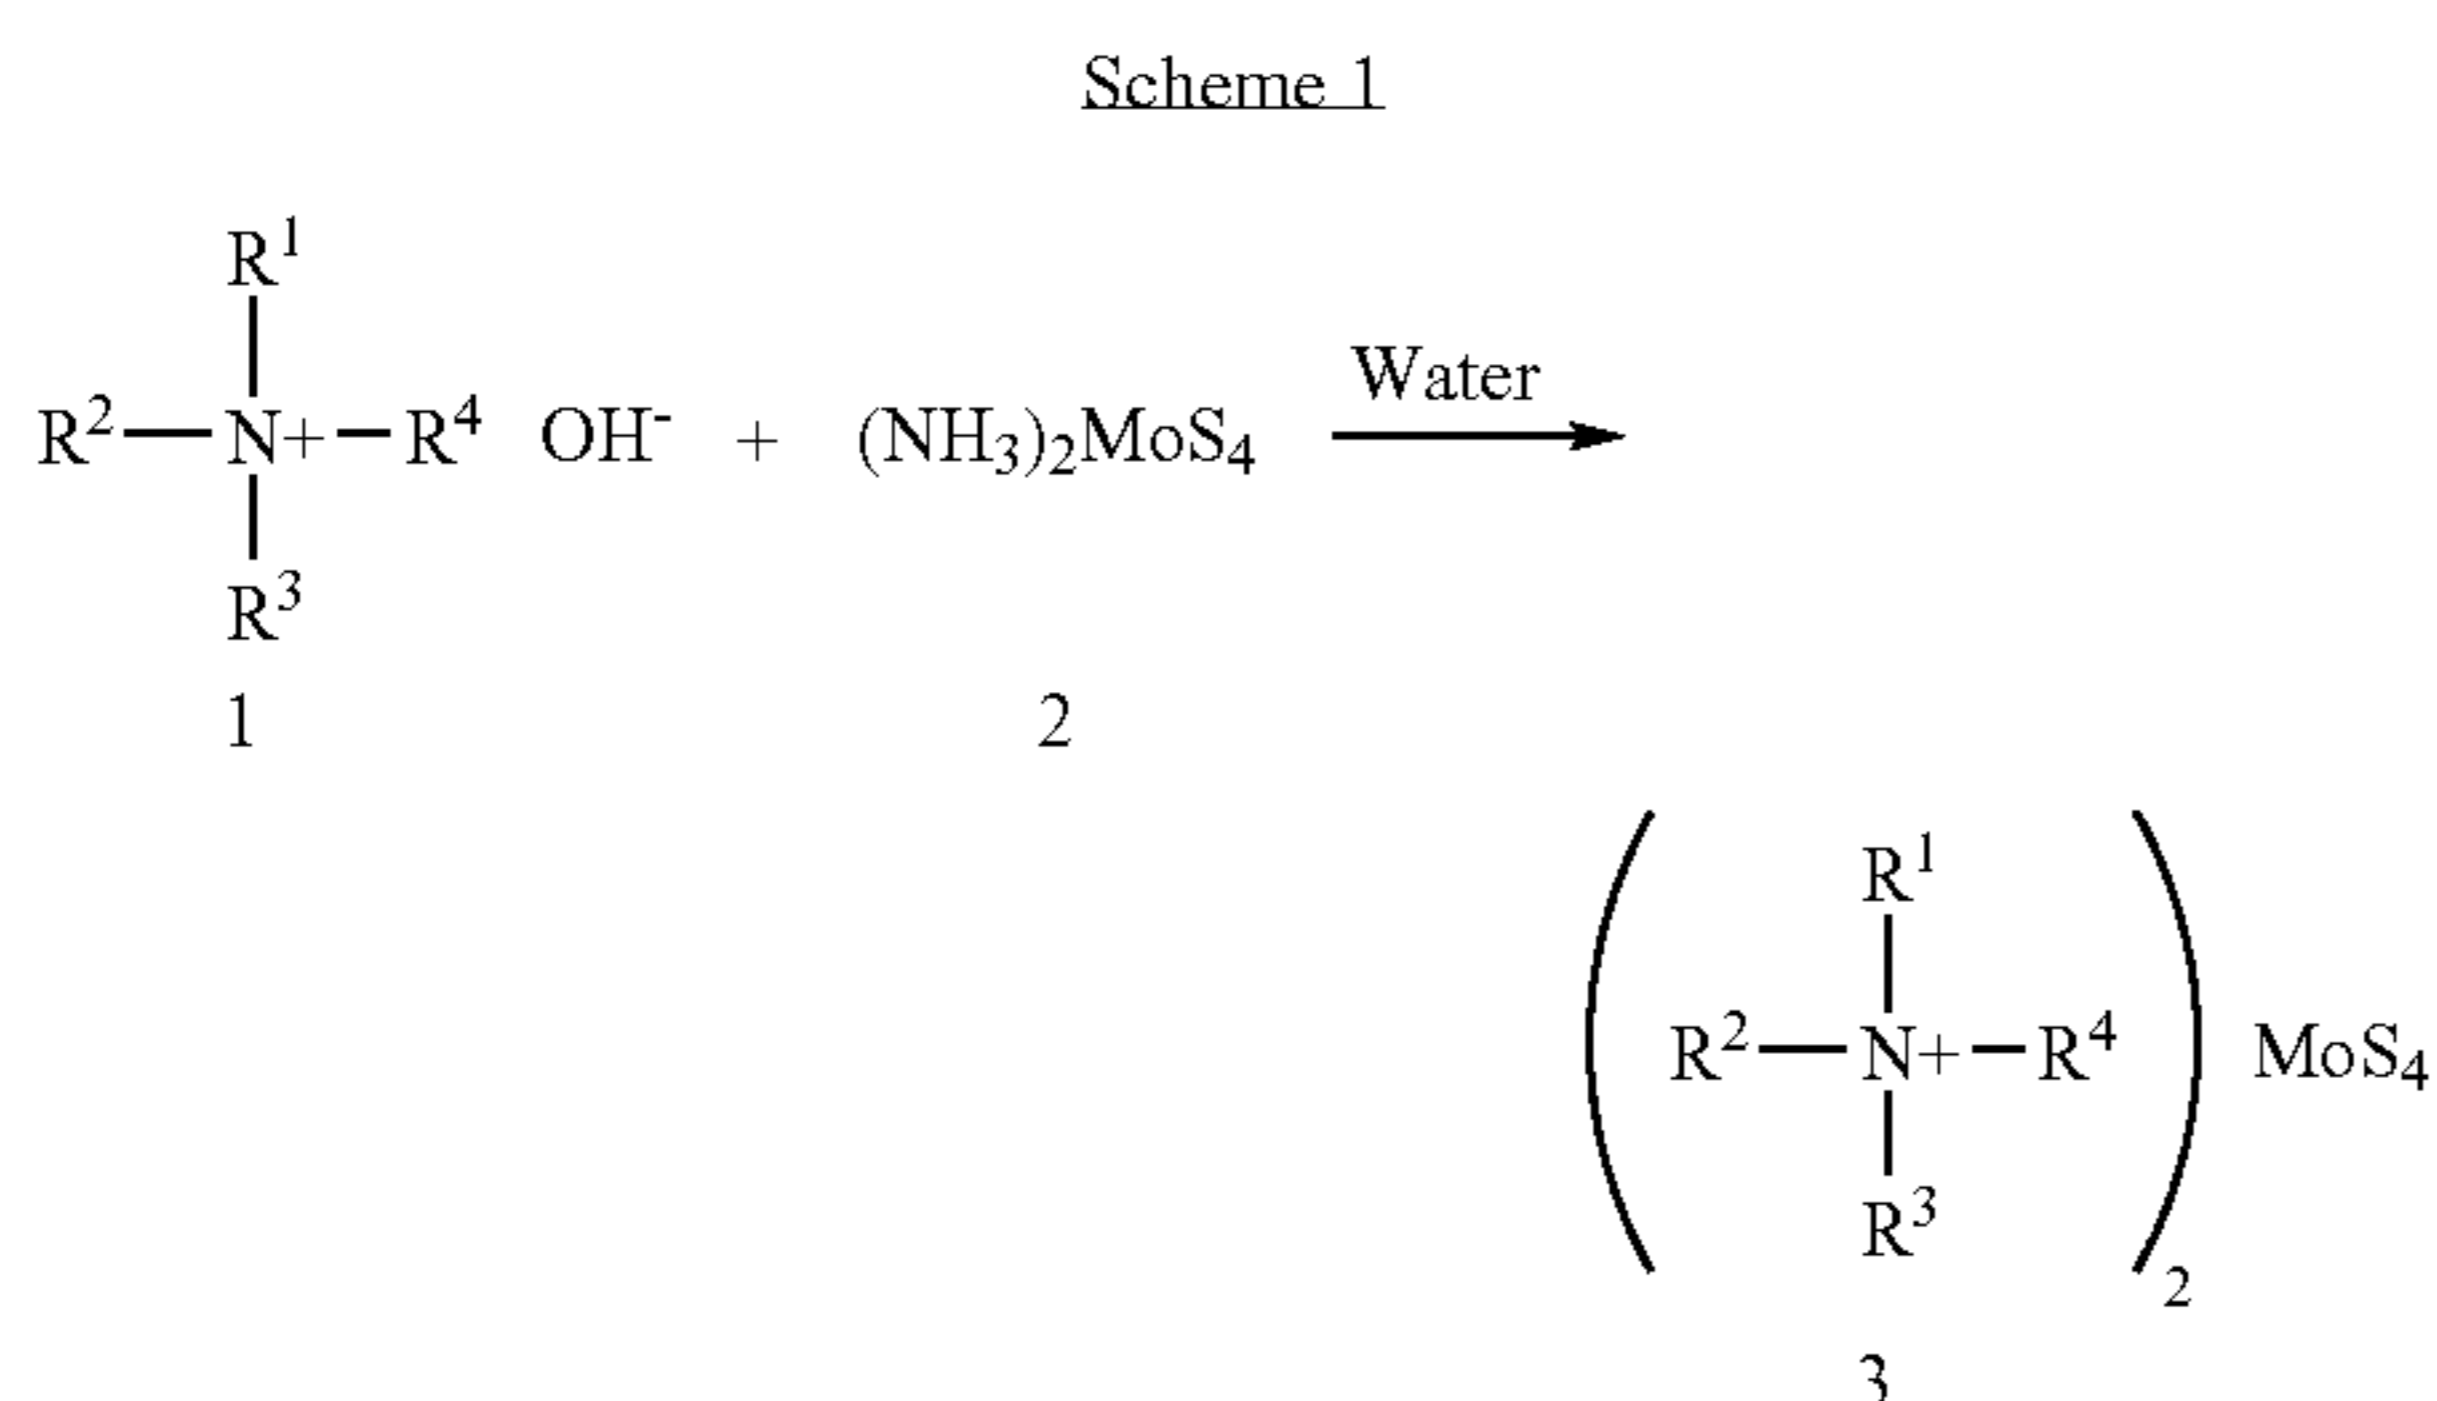 Scheme 1
R¹
Water
R² N+ R⁴ OH⁻ + (NH₃)₂MoS₄
R³
1 2
R¹
R² N+ R⁴ MoS₄
R³
2
3